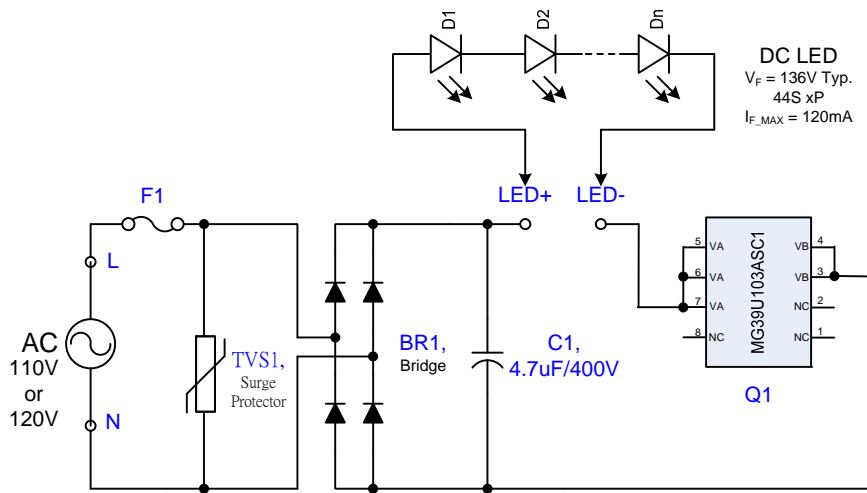 D1
D2
Dn
DC LED
V_F = 136V Typ.
44S xP
I_F_MAX = 120mA
LED+
LED-
F1
L
AC
110V
or
120V
N
TVS1,
Surge
Protector
BR1,
Bridge
C1,
4.7uF/400V
5 VA
6 VA
7 VA
8 NC
MG39U103ASC1
VB 4
VB 3
NC 2
NC 1
Q1